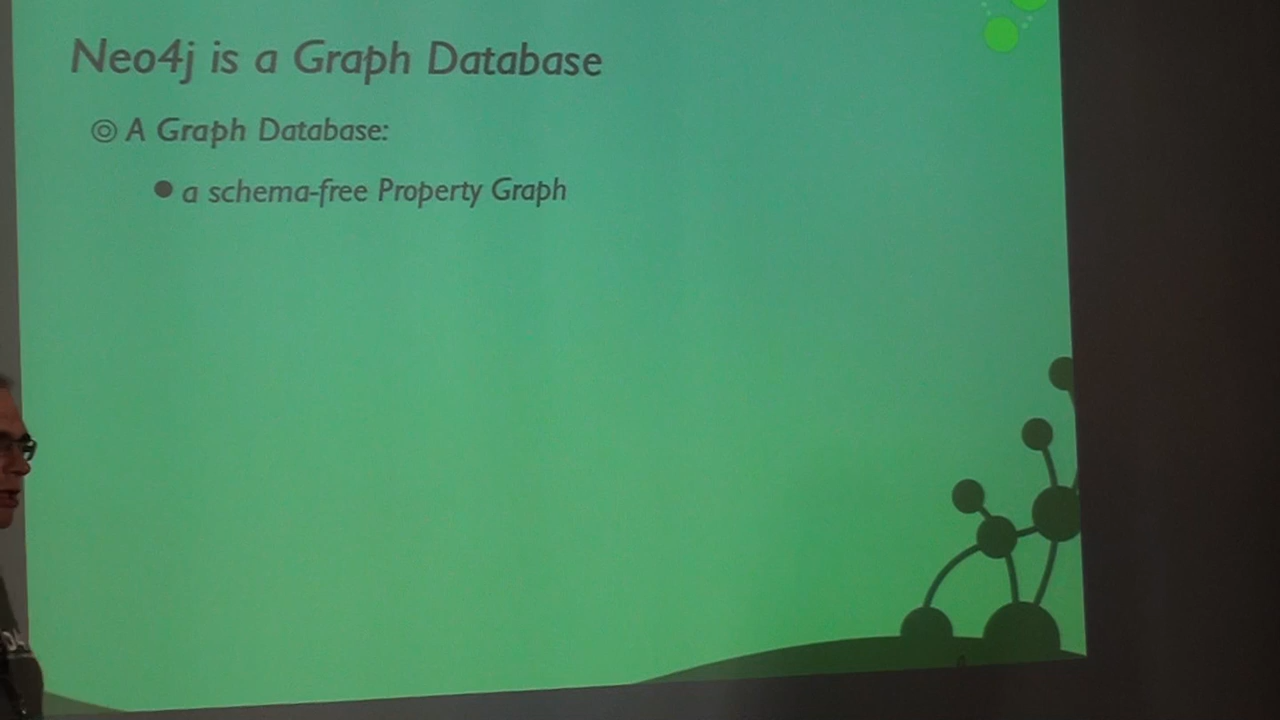 Neo4j is a Graph Database
A Graph Database:
a schema-free Property Graph